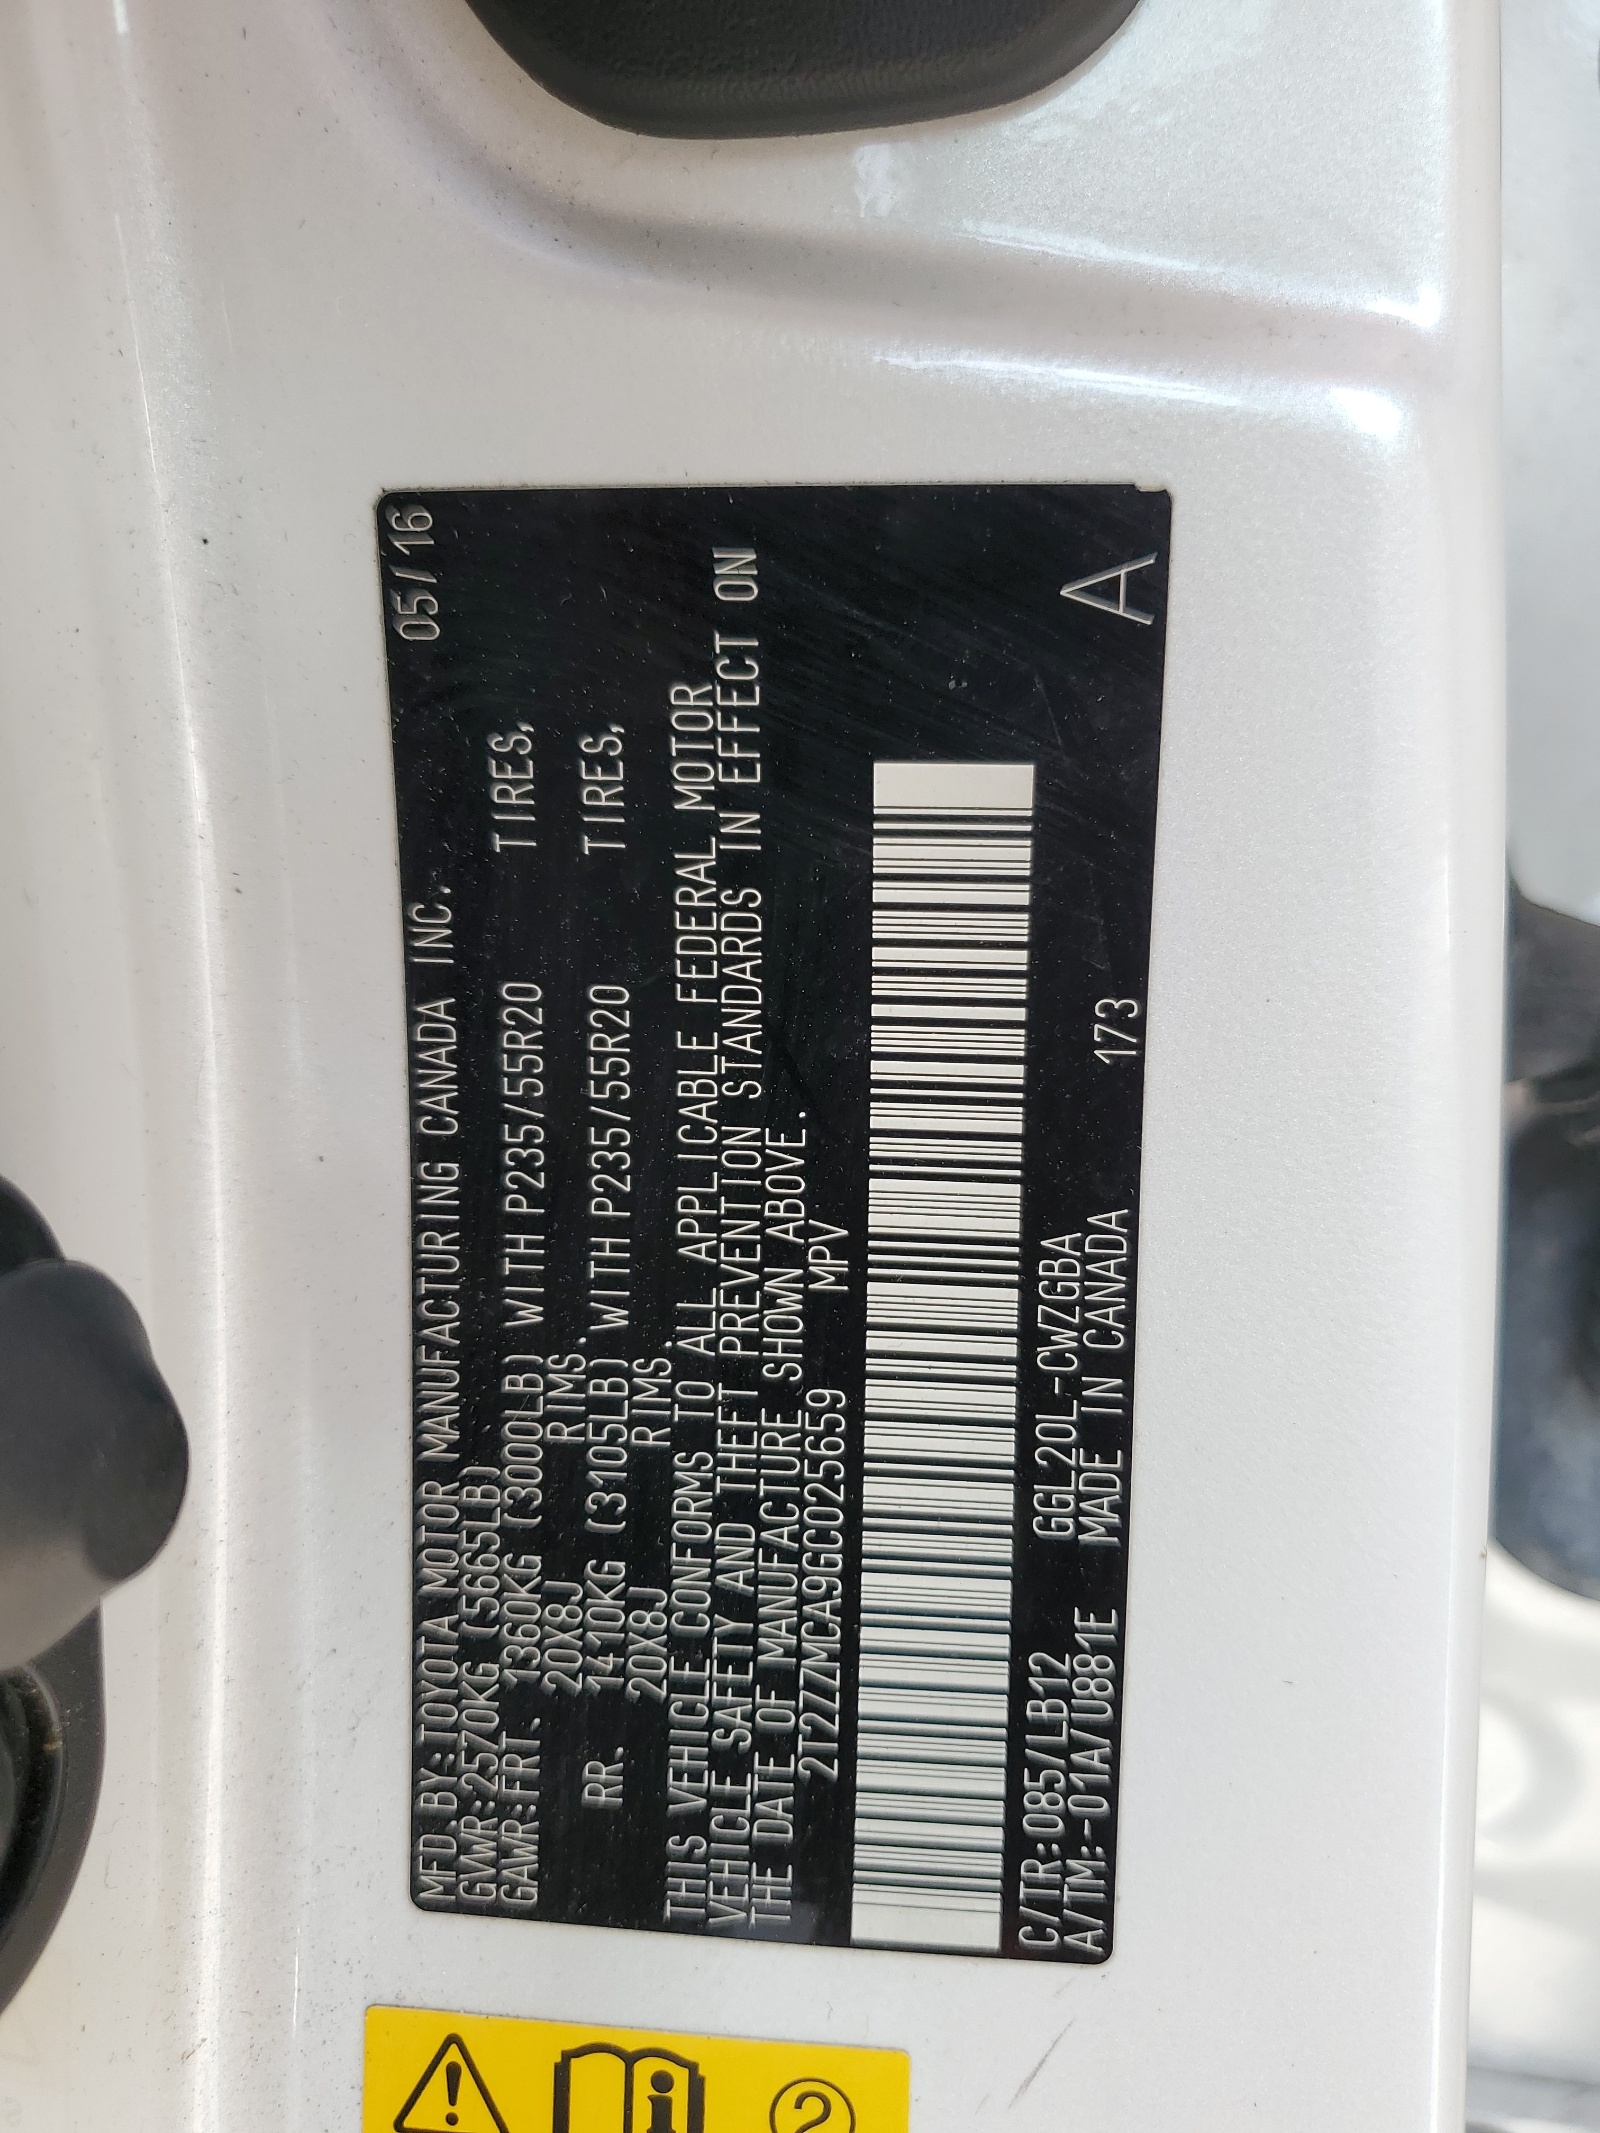 MFD.BY:TOYOTA MOTOR MANUFACTURING CANADA INC. 05/16
GVWR:2570KG (5665LB)
GAWR:FRT. 1360KG (3000LB) WITH P235/55R20 TIRES,
20X8J RIMS.
RR. 1410KG (3105LB) WITH P235/55R20 TIRES,
20X8J RIMS.
THIS VEHICLE CONFORMS TO ALL APPLICABLE FEDERAL MOTOR
VEHICLE SAFETY AND THEFT PREVENTION STANDARDS IN EFFECT ON
THE DATE OF MANUFACTURE SHOWN ABOVE.
2T2ZZMCA9GC025659 MPV
C/TR:085/LB12 GGL20L-CWZGBA
A/TM:-01A/U881E MADE IN CANADA 173 A